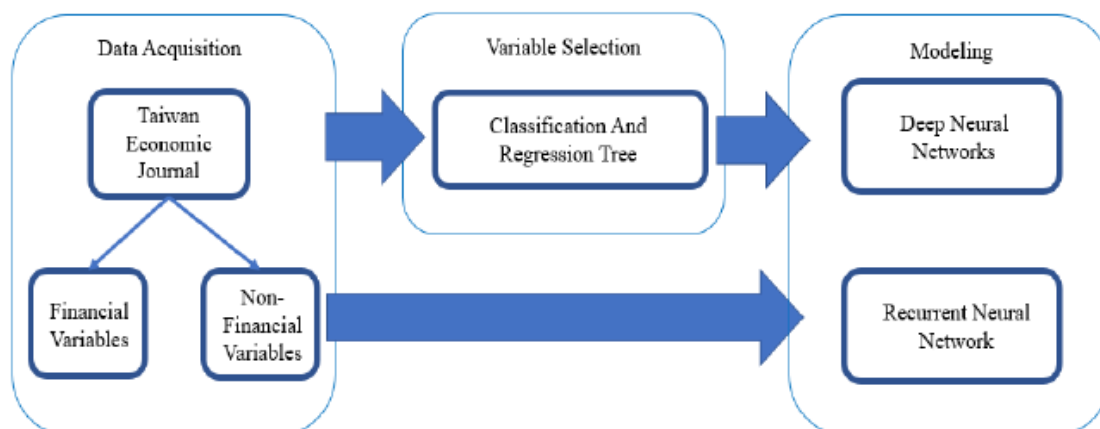 Data Acquisition
Taiwan
Economic
Journal
Financial
Variables
Non-
Financial
Variables
Variable Selection
Classification And
Regression Tree
Modeling
Deep Neural
Networks
Recurrent Neural
Network